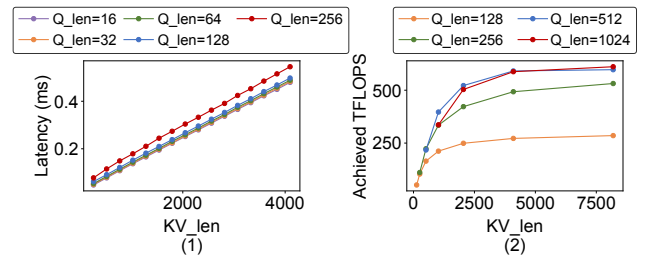 Q_len=16 Q_len=64 Q_len=256
Q_len=32 Q_len=128
Latency (ms)
0.4
0.2
2000 4000
KV_len
(1)
Q_len=128 Q_len=512
Q_len=256 Q_len=1024
Achieved TFLOPS
500
250
0 2500 5000 7500
KV_len
(2)